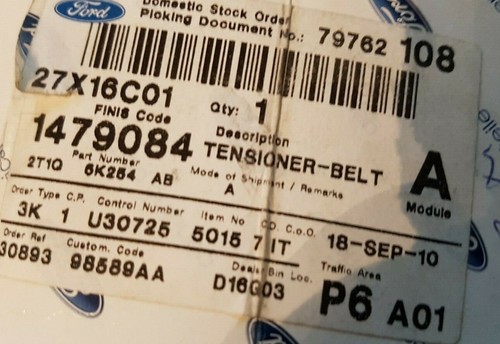 Ford Domestic Stock Order
Picking Document No.: 79762 108
27X16C01 Qty: 1
FINIS Code Description
1479084 TENSIONER-BELT A
Part Number Mode of Shipment / Remarks Module
2T1Q 6K254 AB A
Order Type C.P. Control Number Item No CD. C.o.O. 18-SEP-10
3K 1 U30725 5015 7 IT
Order Ref Custom. Code Dealer Bin Loc. Traffic Area
30893 98589AA D16G03 P6 A01